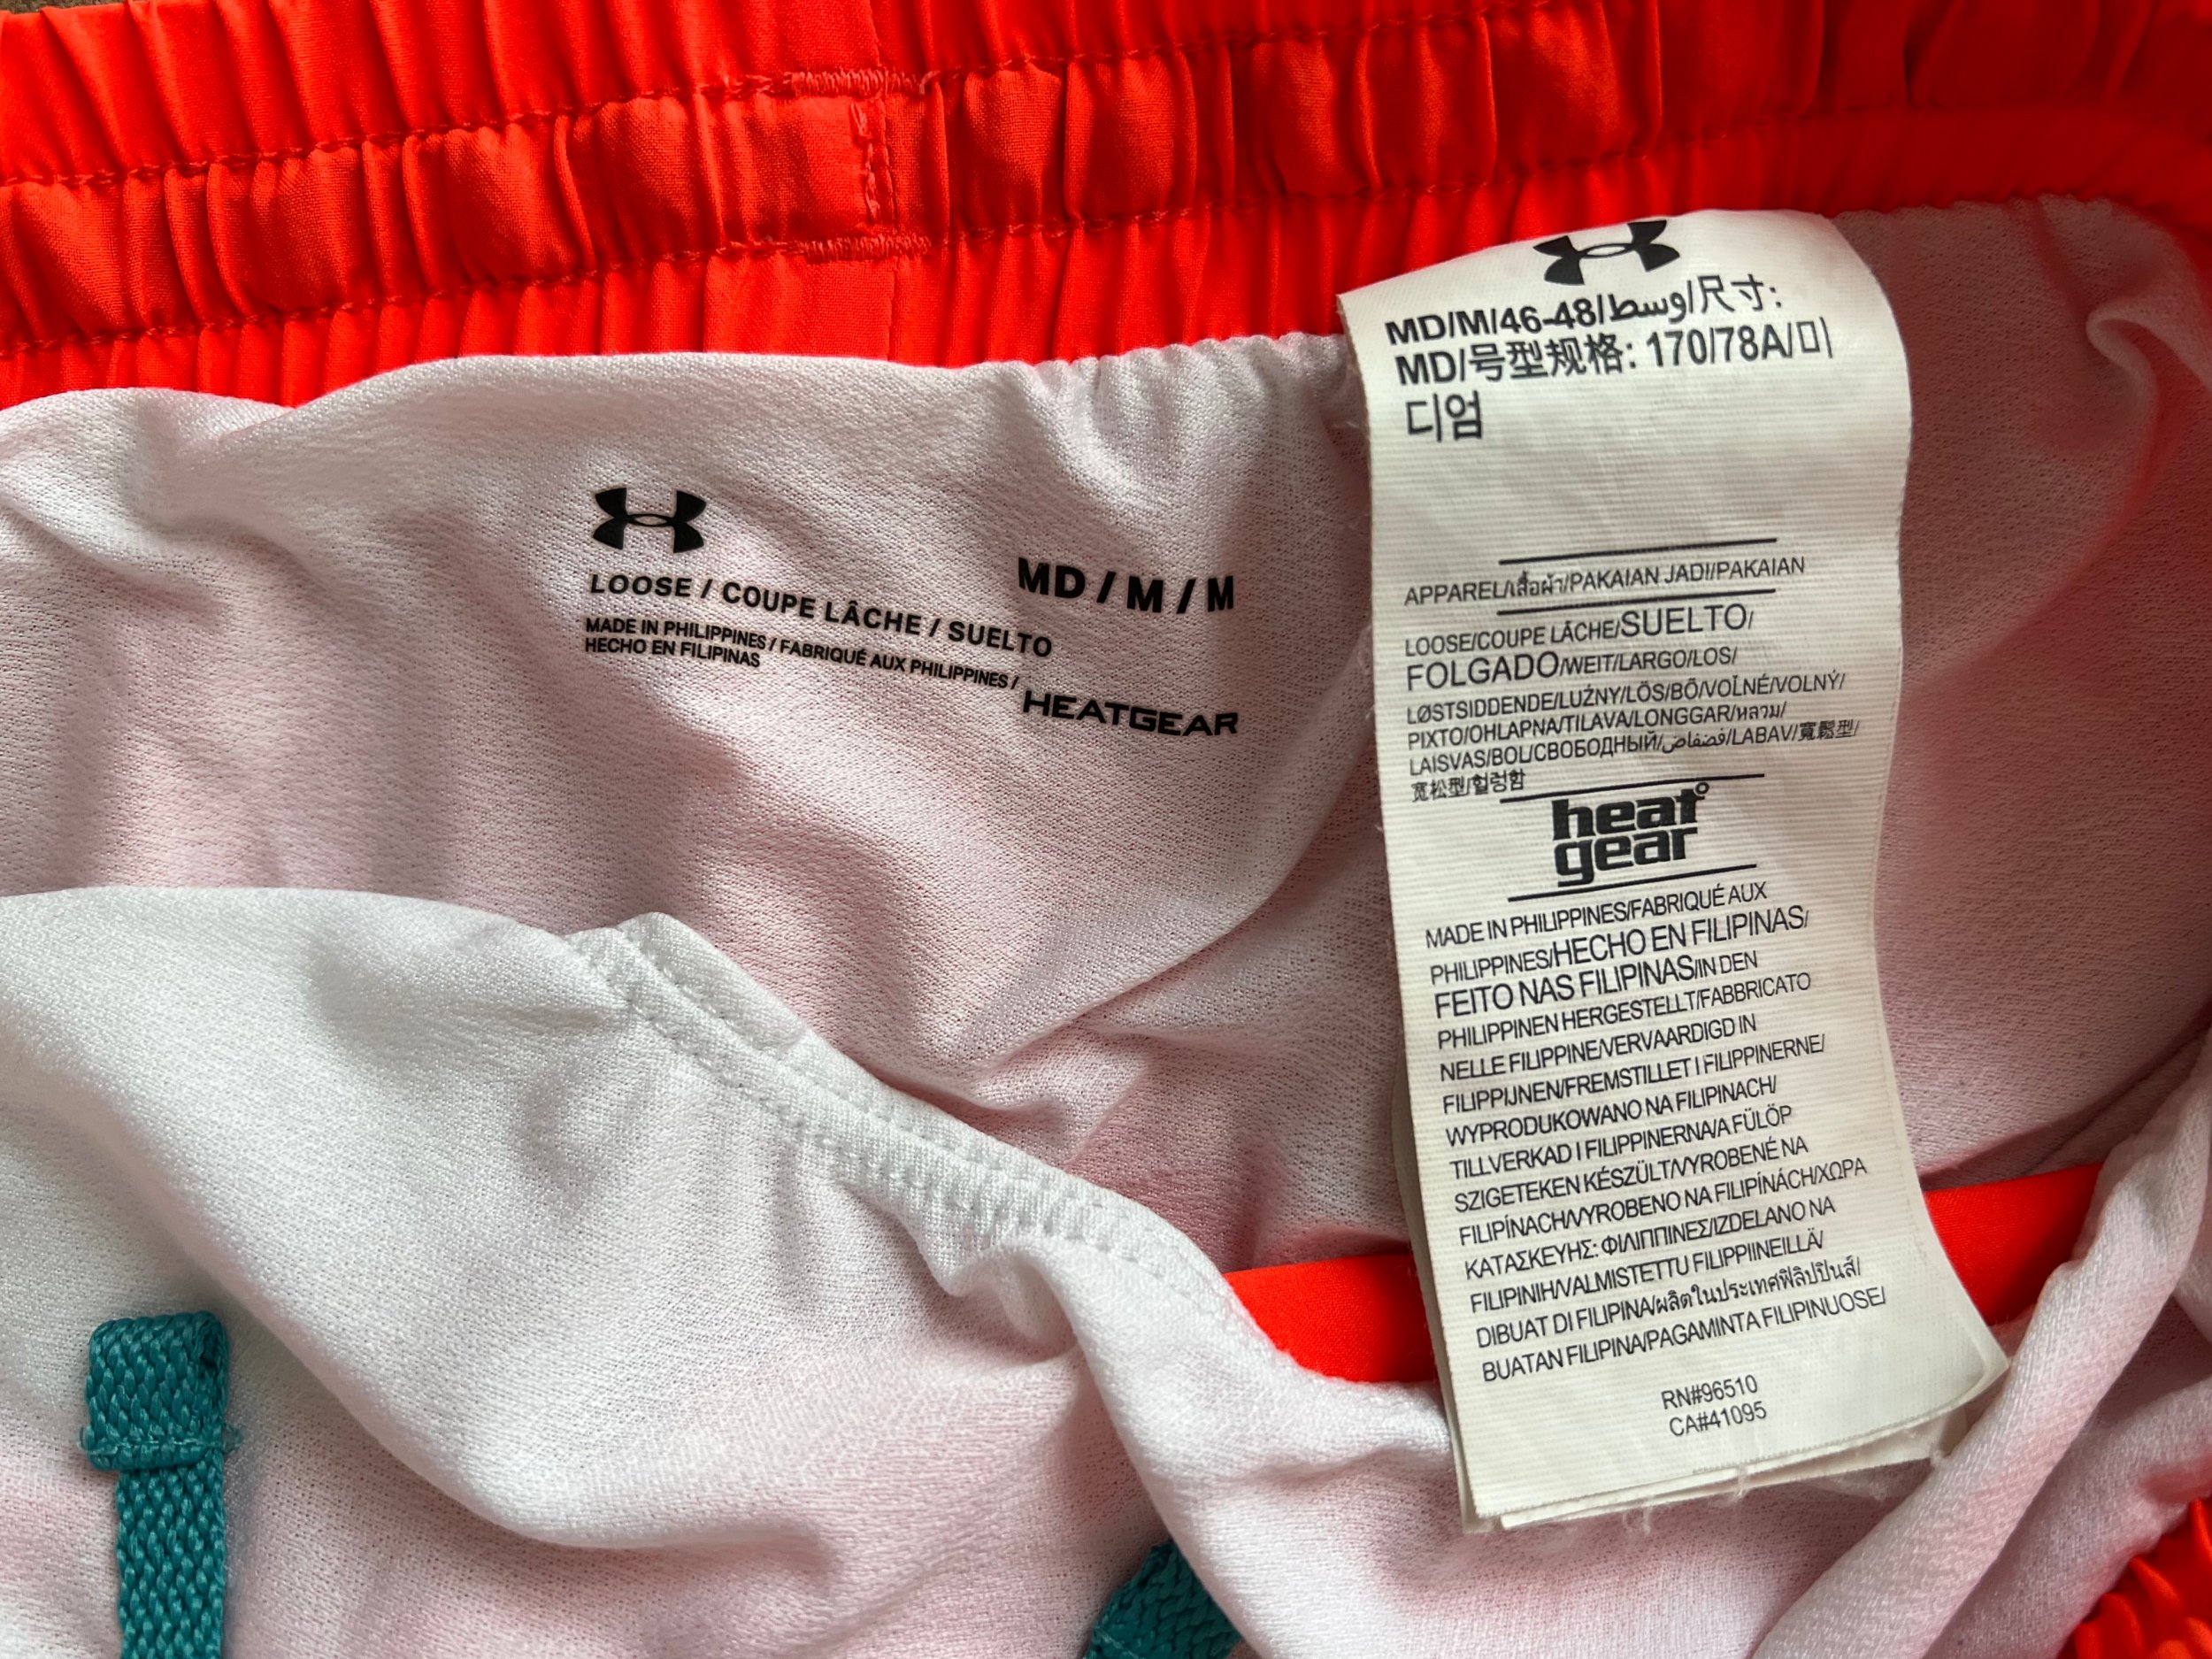 LOOSE / COUPE LÂCHE / SUELTO
MADE IN PHILIPPINES / FABRIQUÉ AUX PHILIPPINES /
HECHO EN FILIPINAS
MD / M / M
HEATGEAR
MD/M/46-48/وسط/尺寸:
MD/号型规格: 170/78A/미
디엄
APPAREL/เสื้อผ้า/PAKAIAN JADI/PAKAIAN
LOOSE/COUPE LÂCHE/SUELTO/
FOLGADO/WEIT/LARGO/LOS/
LØSTSIDDENDE/LUŹNY/LÖS/BŐ/VOLNÉ/VOLNÝ/
PIXTO/OHLAPNA/TILAVA/LONGGAR/หลวม/
LAISVAS/BOL/СВОБОДНЫЙ/فضفاض/LABAV/寬鬆型/
宽松型/헐렁함
heat
gear
MADE IN PHILIPPINES/FABRIQUÉ AUX
PHILIPPINES/HECHO EN FILIPINAS/
FEITO NAS FILIPINAS/IN DEN
PHILIPPINEN HERGESTELLT/FABBRICATO
NELLE FILIPPINE/VERVAARDIGD IN
FILIPPIJNEN/FREMSTILLET I FILIPPINERNE/
WYPRODUKOWANO NA FILIPINACH/
TILLVERKAD I FILIPPINERNA/A FÜLÖP
SZIGETEKEN KÉSZÜLT/VYROBENÉ NA
FILIPÍNACH/VYROBENO NA FILIPÍNÁCH/ΧΩΡΑ
ΚΑΤΑΣΚΕΥΗΣ: ΦΙΛΙΠΠΙΝΕΣ/IZDELANO NA
FILIPINIH/VALMISTETTU FILIPPIINEILLÄ/
DIBUAT DI FILIPINA/ผลิตในประเทศฟิลิปปินส์/
BUATAN FILIPINA/PAGAMINTA FILIPINUOSE/
RN#96510
CA#41095